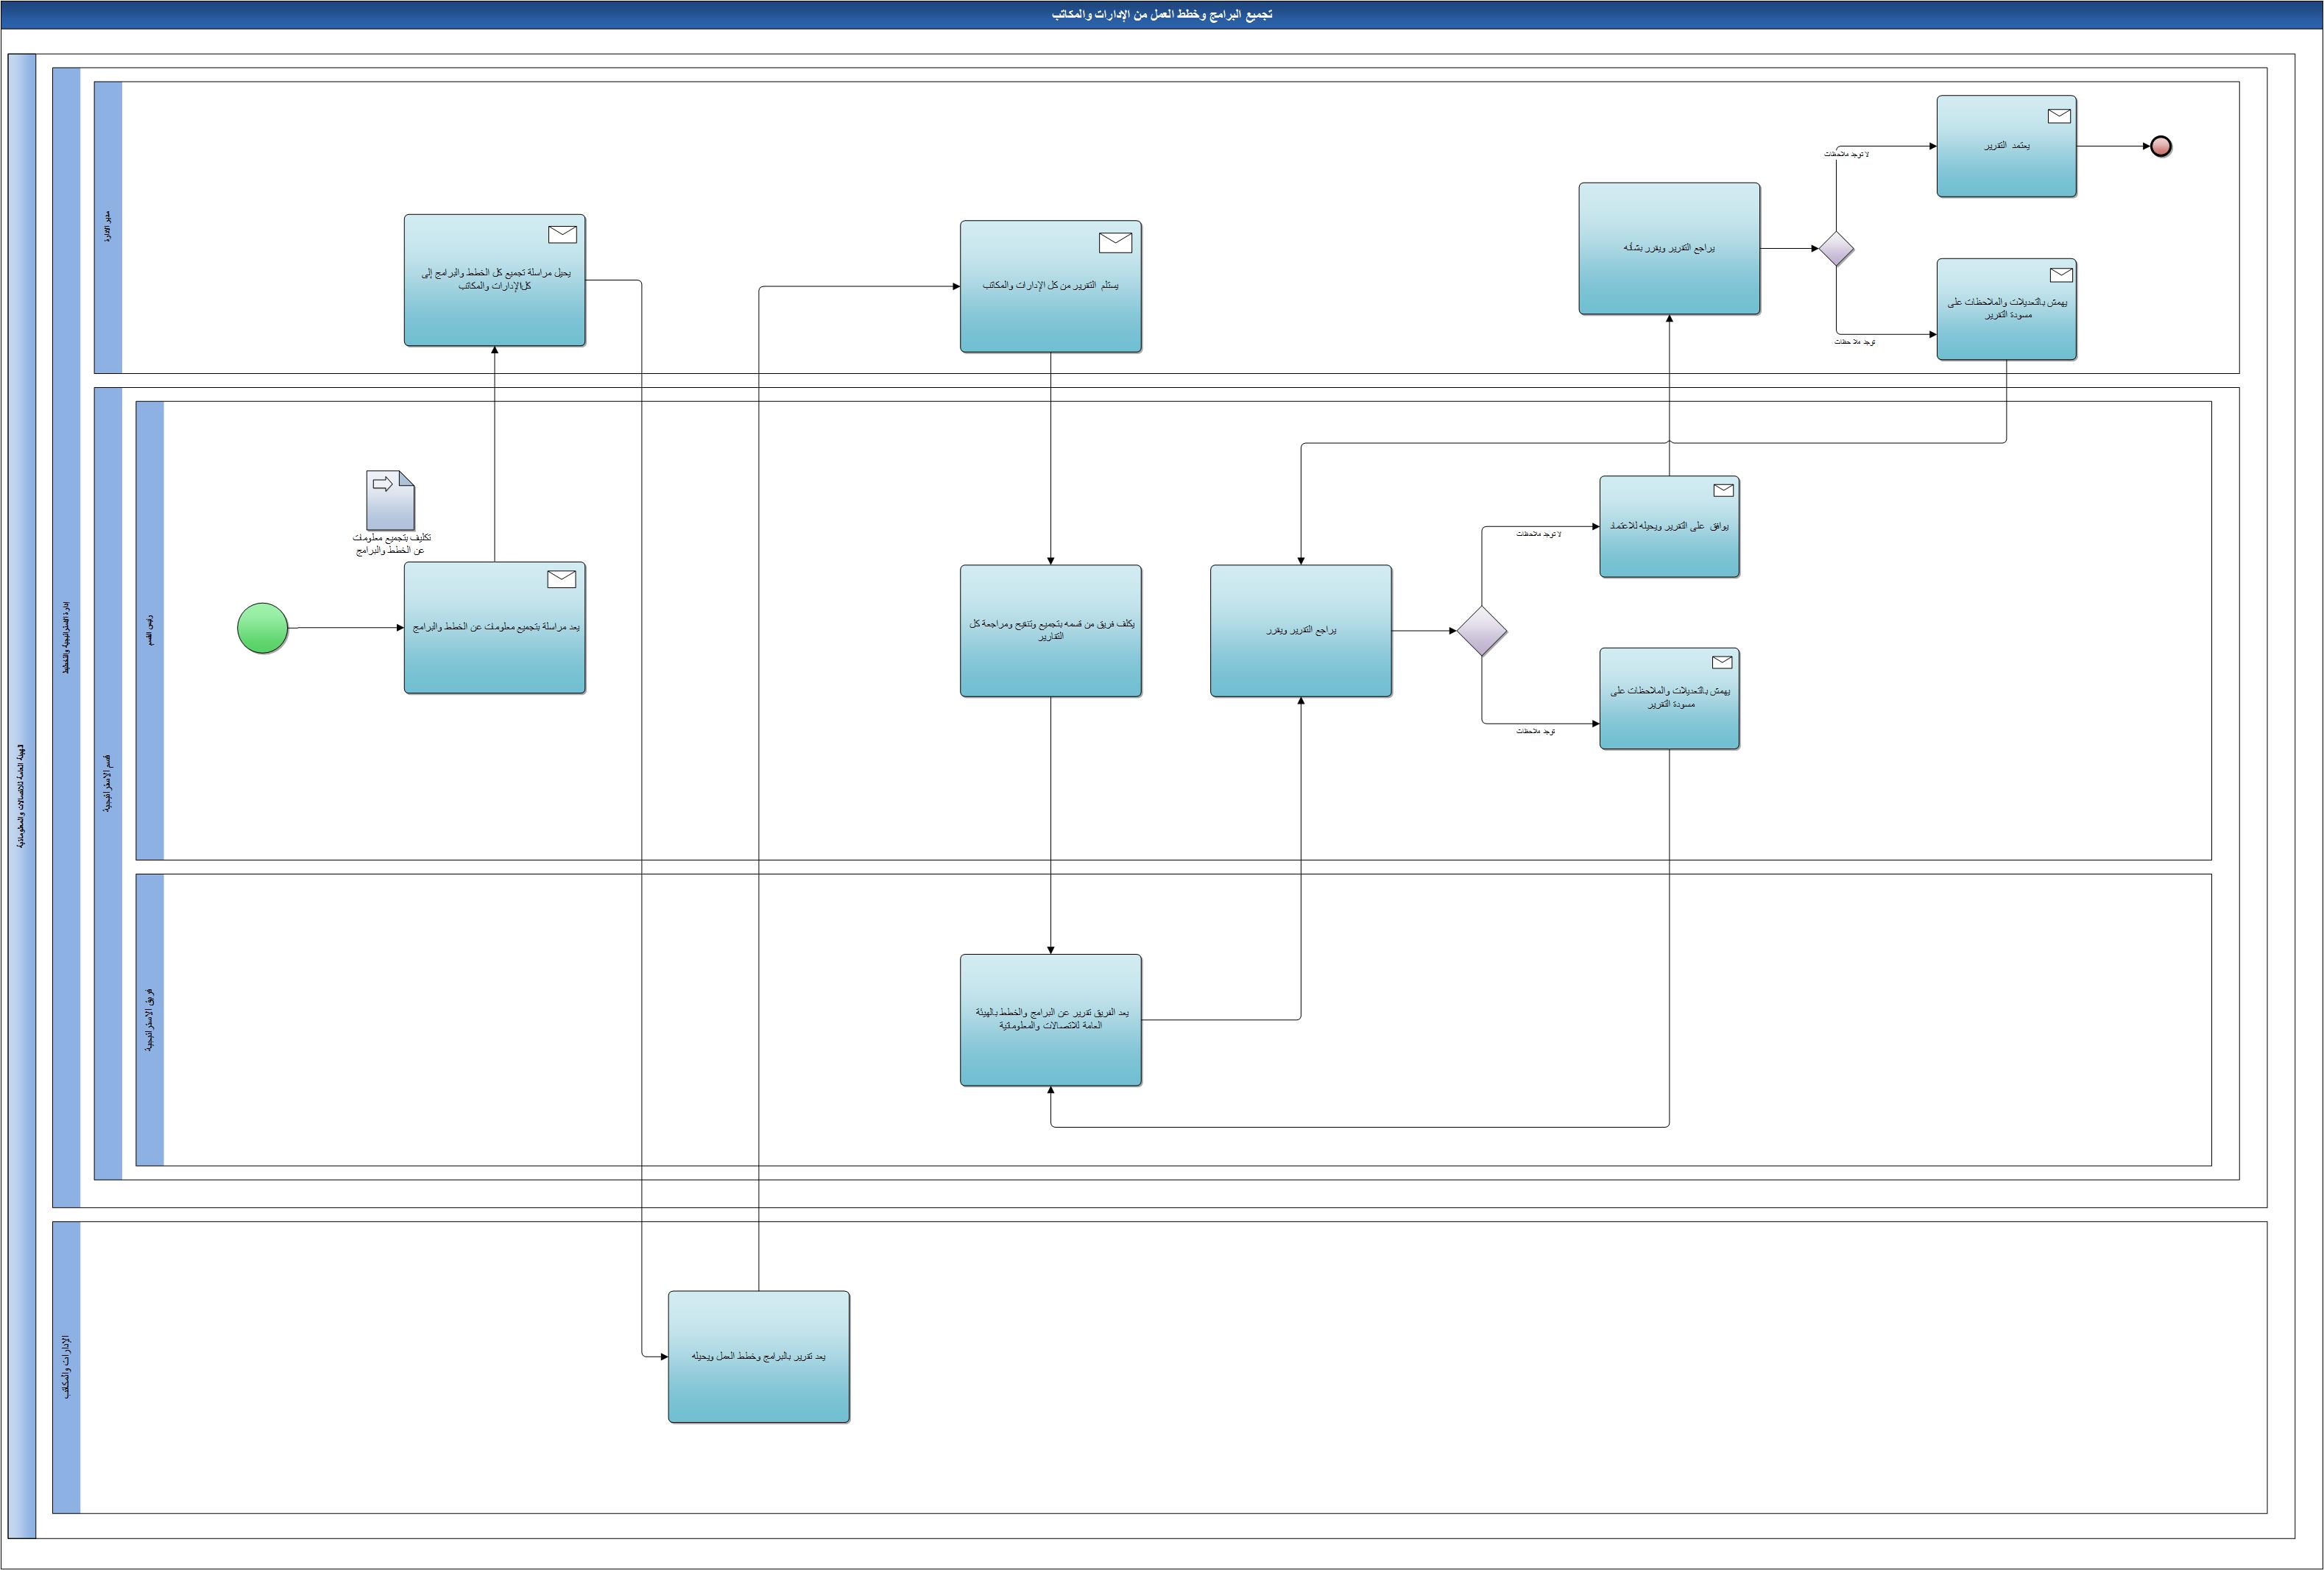 تجميع البرامج وخطط العمل من الإدارات والمكاتب
الهيئة العامة للاتصالات والمعلوماتية
إدارة الاستراتيجية والتخطيط
مدير الادارة
يحيل مراسلة تجميع كل الخطط والبرامج إلى
كل الإدارات والمكاتب
يستلم التقرير من كل الإدارات والمكاتب
يراجع التقرير ويقرر بشأنه
لا توجد ملاحظات
يعتمد التقرير
توجد ملا حظات
يهمش بالتعديلات والملاحظات على
مسودة التقرير
قسم الاستراتيجية
رئيس القسم
تكليف بتجميع معلومات
عن الخطط والبرامج
يعد مراسلة بتجميع معلومات عن الخطط والبرامج
يكلف فريق من قسمه بتجميع وتنقيح ومراجعة كل
التقارير
يراجع التقرير ويقرر
لا توجد ملاحظات
يوافق على التقرير ويحيله للاعتماد
توجد ملاحظات
يهمش بالتعديلات والملاحظات على
مسودة التقرير
فريق الاستراتيجية
يعد الفريق تقرير عن البرامج والخطط بالهيئة
العامة للاتصالات والمعلوماتية
الإدارات والمكاتب
يعد تقرير بالبرامج وخطط العمل ويحيله